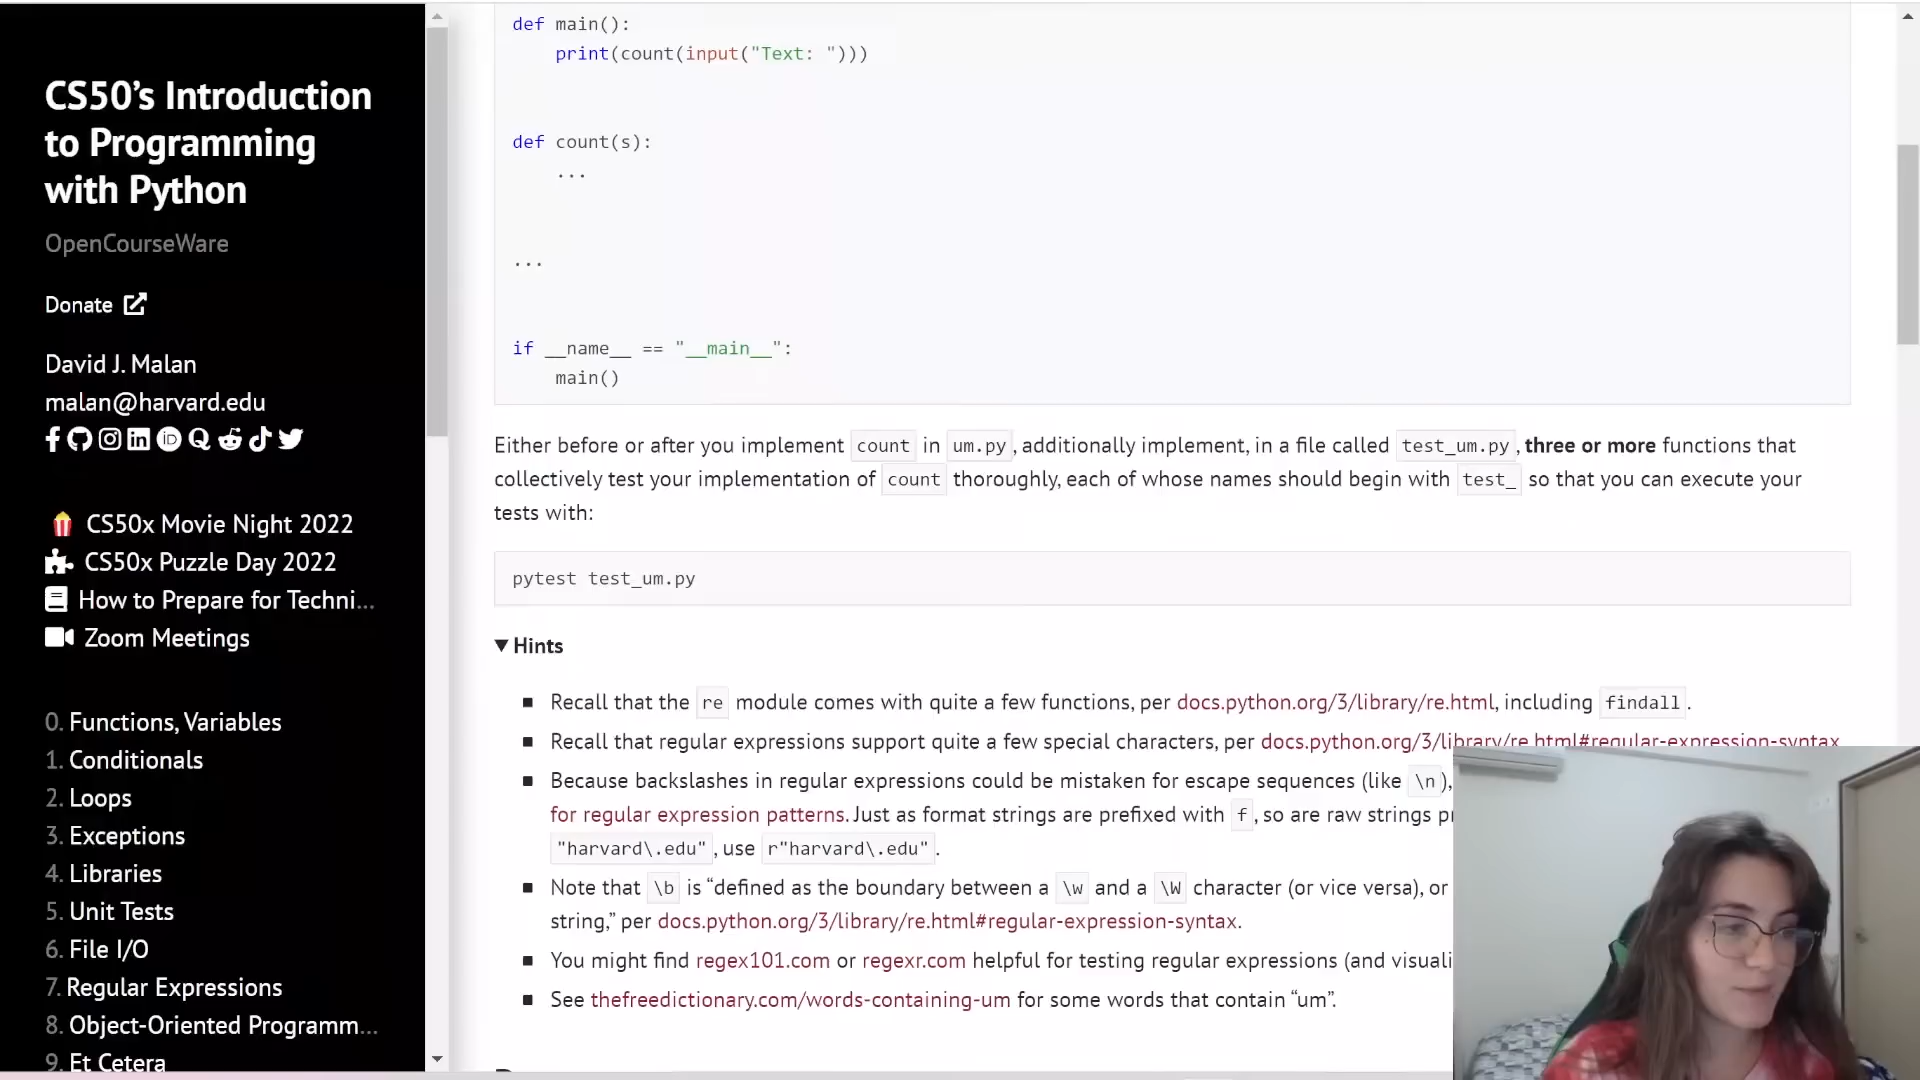 CS50’s Introduction
to Programming
with Python
OpenCourseWare
Donate
David J. Malan
malan@harvard.edu
CS50x Movie Night 2022
CS50x Puzzle Day 2022
How to Prepare for Techni...
Zoom Meetings
0. Functions, Variables
1. Conditionals
2. Loops
3. Exceptions
4. Libraries
5. Unit Tests
6. File I/O
7. Regular Expressions
8. Object-Oriented Programm...
9. Et Cetera
def main():
    print(count(input("Text: ")))
def count(s):
    ...
...
if __name__ == "__main__":
    main()
Either before or after you implement count in um.py, additionally implement, in a file called test_um.py, three or more functions that
collectively test your implementation of count thoroughly, each of whose names should begin with test_ so that you can execute your
tests with:
pytest test_um.py
▼ Hints
Recall that the re module comes with quite a few functions, per docs.python.org/3/library/re.html, including findall.
Recall that regular expressions support quite a few special characters, per docs.python.org/3/library/re.html#regular-expression-syntax
Because backslashes in regular expressions could be mistaken for escape sequences (like \n),
for regular expression patterns. Just as format strings are prefixed with f, so are raw strings
"harvard\.edu", use r"harvard\.edu".
Note that \b is “defined as the boundary between a \w and a \W character (or vice versa), or
string,” per docs.python.org/3/library/re.html#regular-expression-syntax.
You might find regex101.com or regexr.com helpful for testing regular expressions (and
See thefreedictionary.com/words-containing-um for some words that contain “um”.